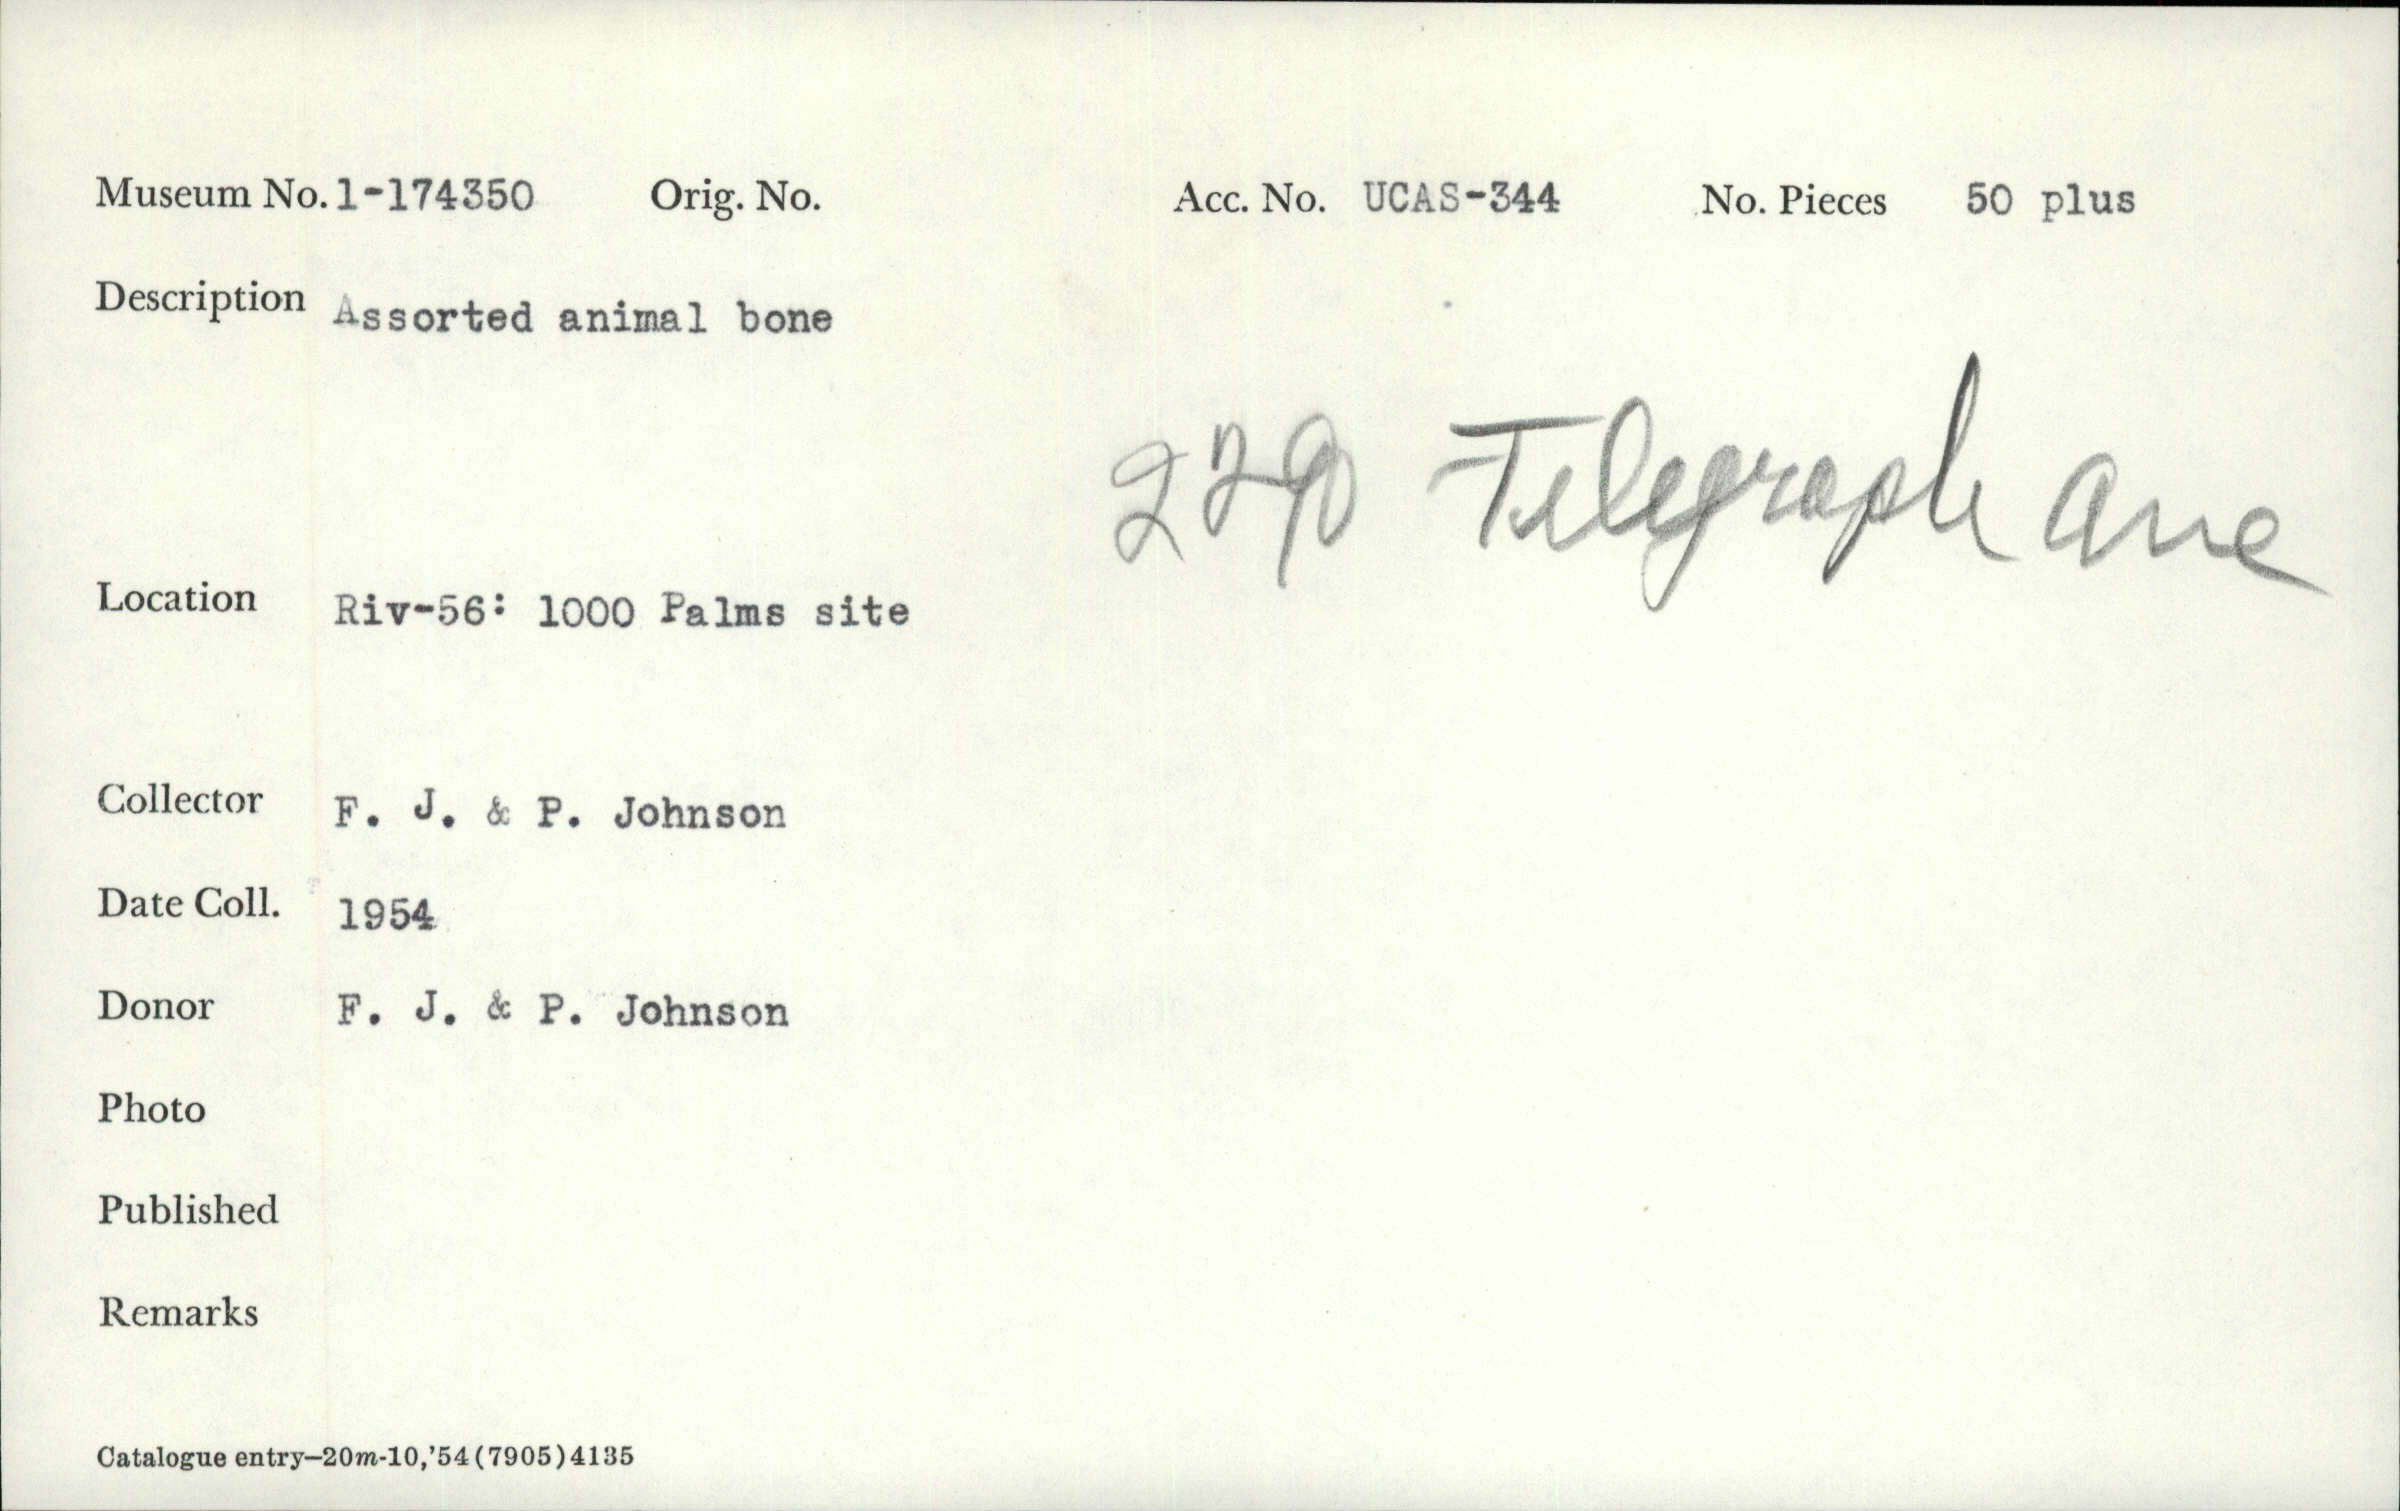 Museum No. 1-174350 Orig. No. Acc. No. UCAS-344 No. Pieces 50 plus
Description Assorted animal bone
Telegraph Ave
Location Riv-56: 1000 Palms site
Collector F. J. & P. Johnson
Date Coll. 1954
Donor F. J. & P. Johnson
Photo
Published
Remarks
Catalogue entry—20m-10,'54(7905)4135